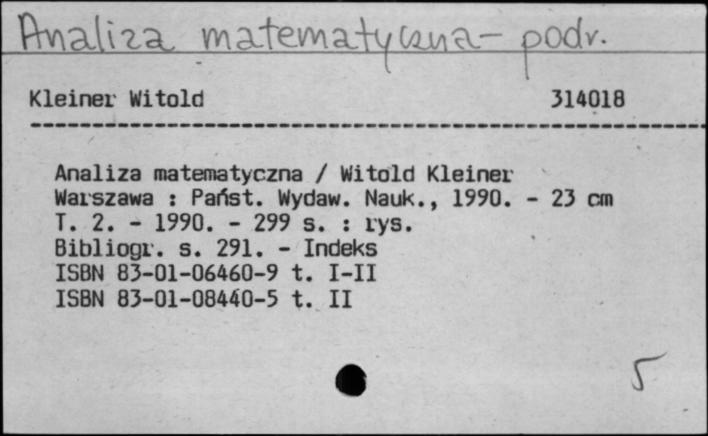 Analiza matematyczna – podr.
Kleiner Witold 314018
Analiza matematyczna / Witold Kleiner
Warszawa : Państ. Wydaw. Nauk., 1990. - 23 cm
T. 2. - 1990. - 299 s. : rys.
Bibliogr. s. 291. - Indeks
ISBN 83-01-06460-9 t. I-II
ISBN 83-01-08440-5 t. II
5